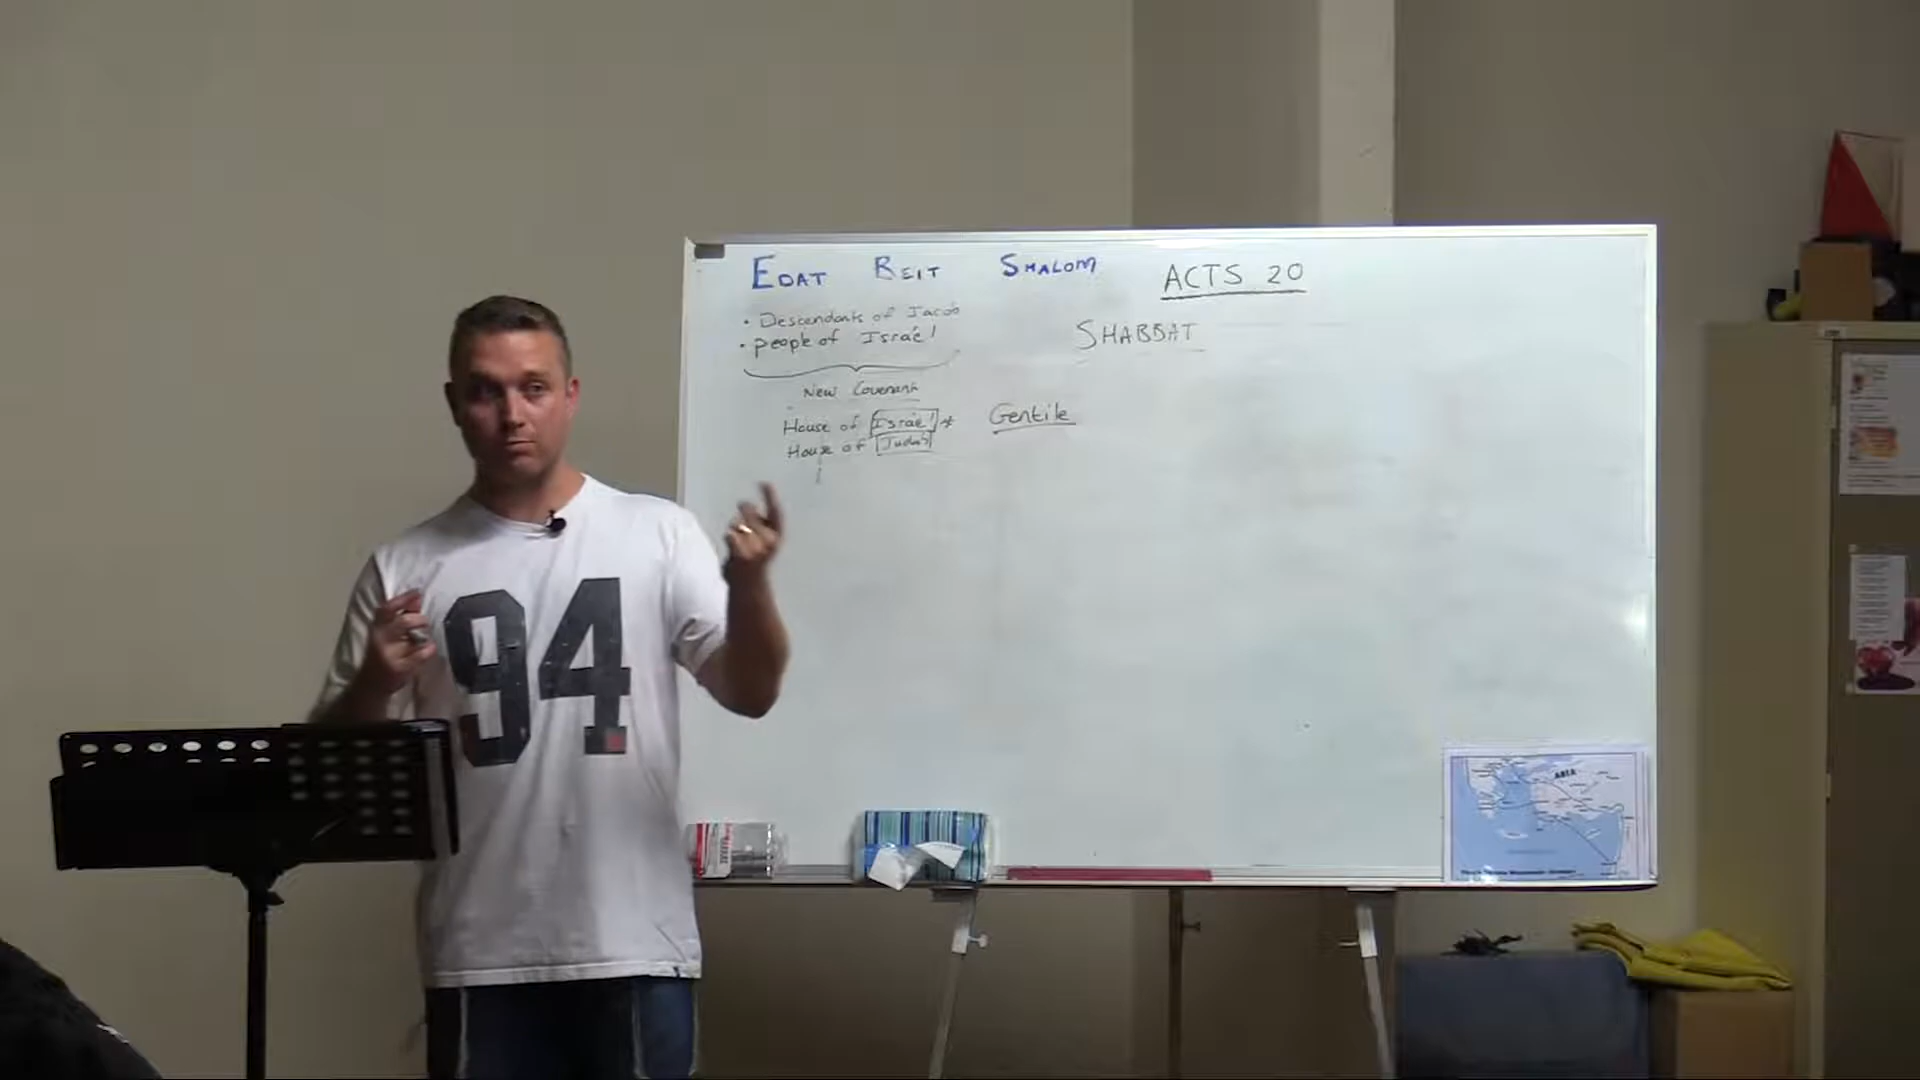 EDAT BEIT SHALOM
ACTS 20
• Descendants of Jacob
• people of Israel
SHABBAT
New Covenant
House of Israel *
House of Judah
Gentile
94
ASIA